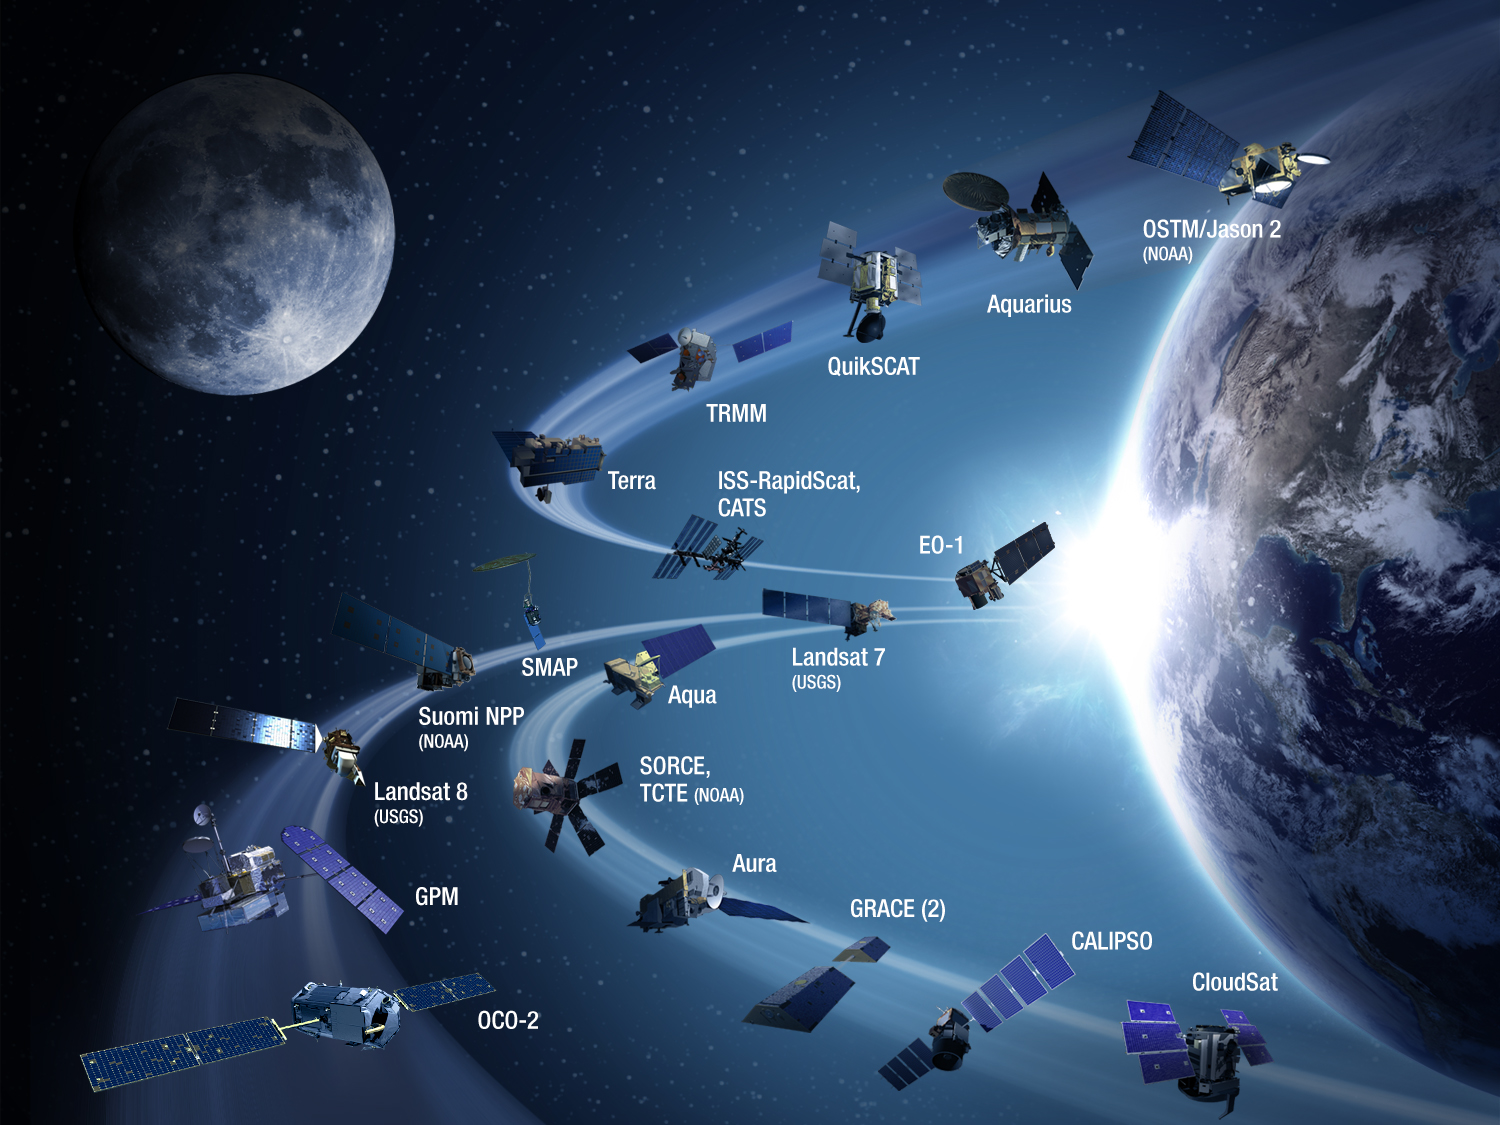 OSTM/Jason 2
(NOAA)
Aquarius
QuikSCAT
TRMM
Terra
ISS-RapidScat,
CATS
EO-1
Landsat 7
(USGS)
SMAP
Aqua
Suomi NPP
(NOAA)
Landsat 8
(USGS)
SORCE,
TCTE (NOAA)
Aura
GPM
GRACE (2)
CALIPSO
CloudSat
OCO-2